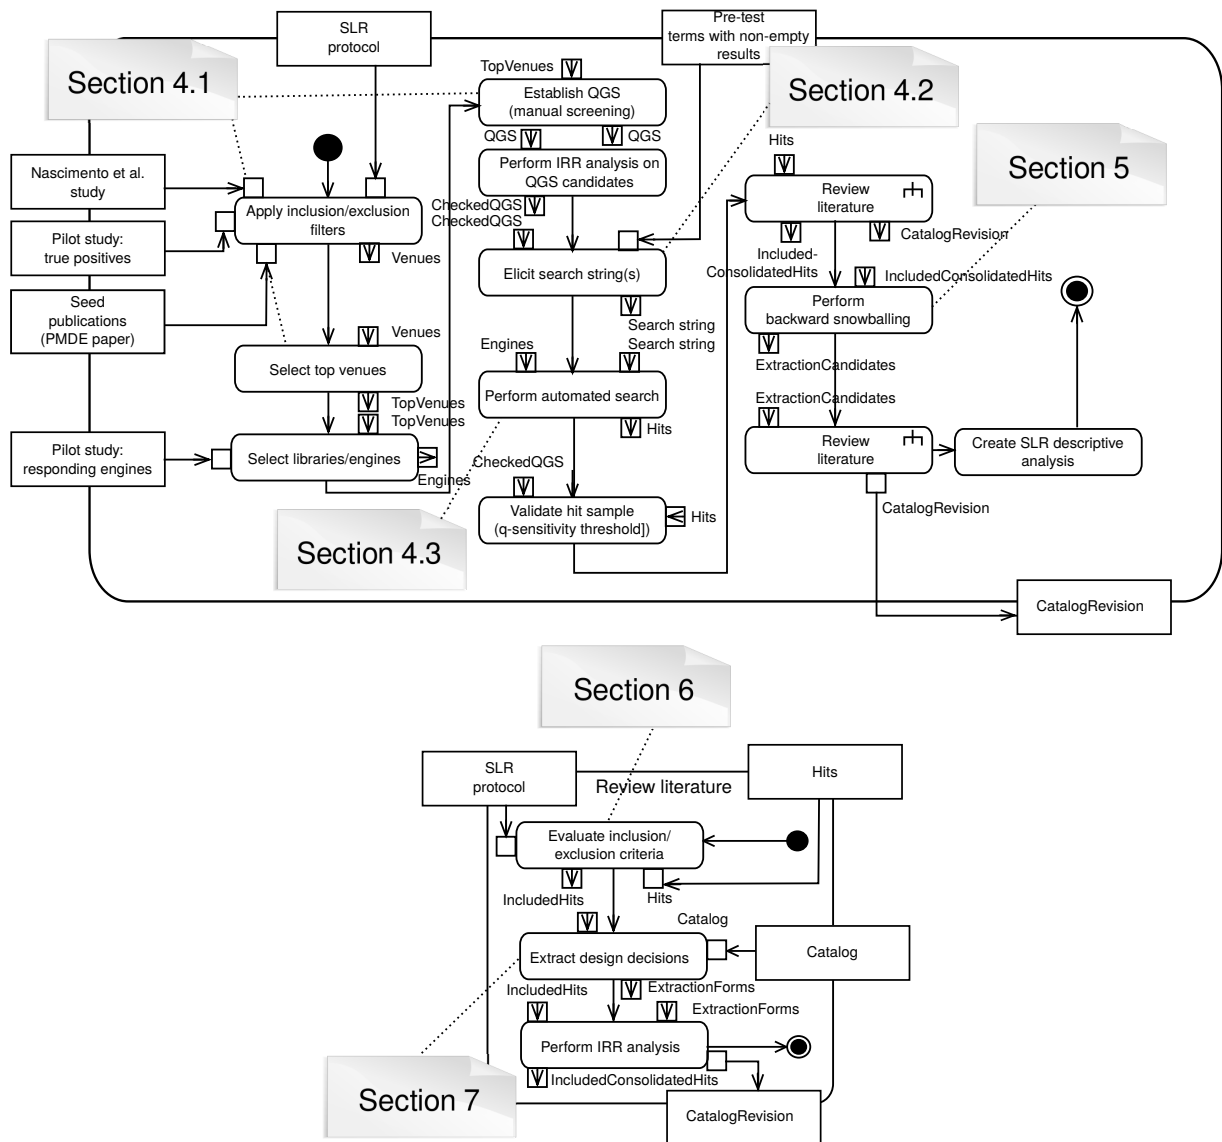 SLR
protocol
Pre-test
terms with non-empty
results
Section 4.1
TopVenues
Establish QGS
(manual screening)
Section 4.2
QGS
QGS
Hits
Section 5
Nascimento et al.
study
Perform IRR analysis on
QGS candidates
Review
literature
CheckedQGS
CheckedQGS
Apply inclusion/exclusion
filters
Pilot study:
true positives
Venues
CatalogRevision
Included-
ConsolidatedHits
IncludedConsolidatedHits
Elicit search string(s)
Seed
publications
(PMDE paper)
Perform
backward snowballing
Search string
Search string
Venues
Engines
ExtractionCandidates
Select top venues
Perform automated search
ExtractionCandidates
TopVenues
TopVenues
Hits
Pilot study:
responding engines
Select libraries/engines
Engines
Review
literature
Create SLR descriptive
analysis
CheckedQGS
CatalogRevision
Validate hit sample
(q-sensitivity threshold])
Hits
Section 4.3
CatalogRevision
Section 6
SLR
protocol
Review literature
Hits
Evaluate inclusion/
exclusion criteria
IncludedHits
Hits
Catalog
Extract design decisions
Catalog
IncludedHits
ExtractionForms
ExtractionForms
Perform IRR analysis
IncludedConsolidatedHits
Section 7
CatalogRevision